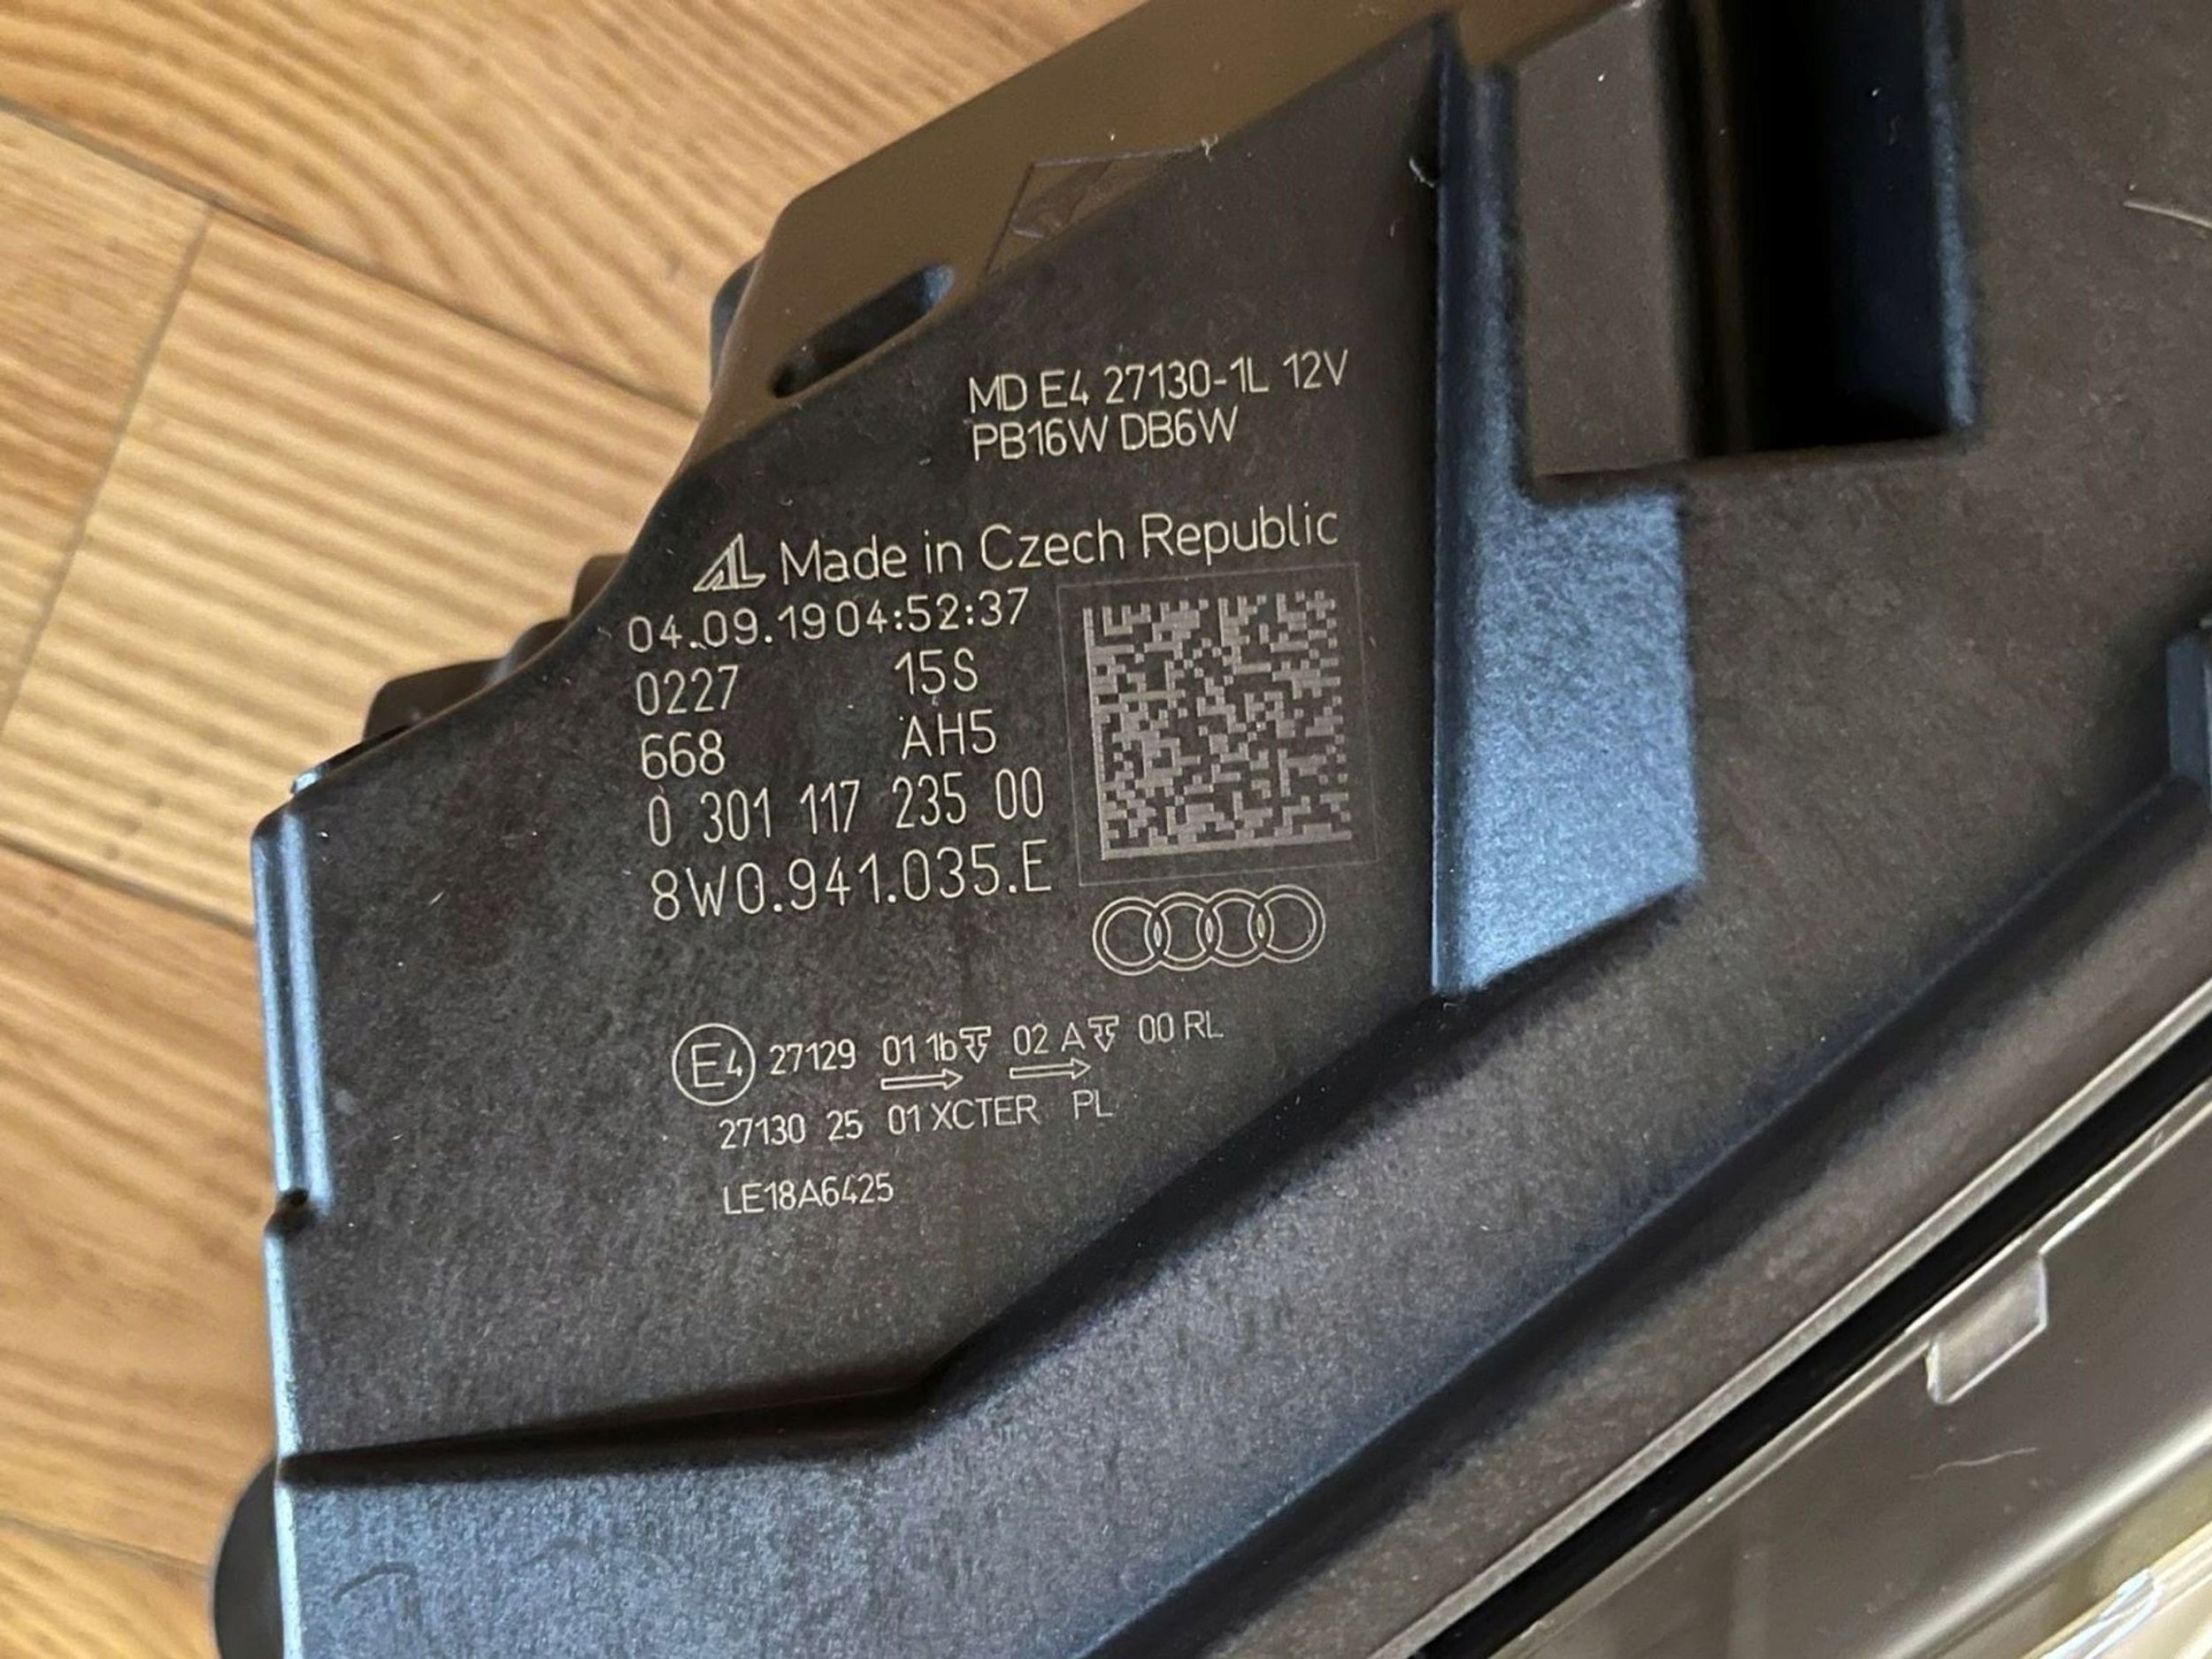 MD E4 27130-1L 12V
PB16W DB6W
AL Made in Czech Republic
04.09.19 04:52:37
0227 15S
668 AH5
0 301 117 235 00
8W0.941.035.E
E4 27129 01 1b 02 A 00 RL
27130 25 01 XCTER PL
LE18A6425